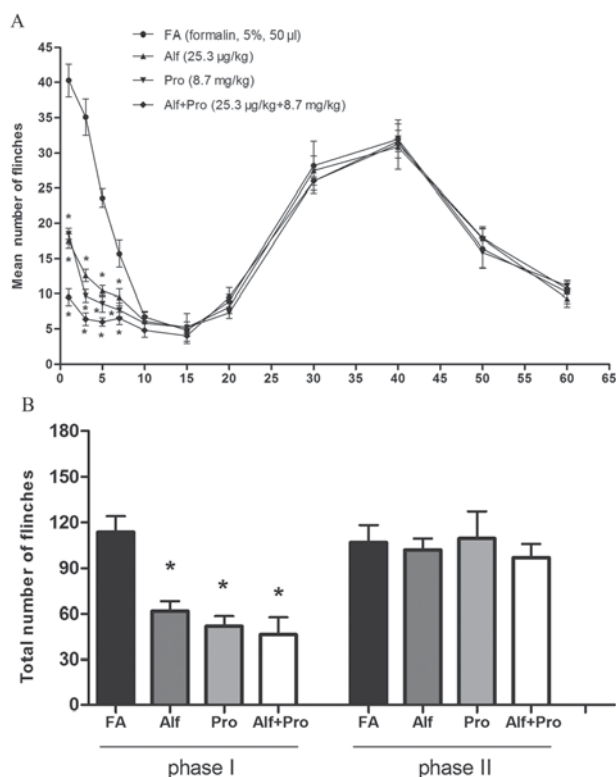 A
FA (formalin, 5%, 50 µl)
Alf (25.3 µg/kg)
Pro (8.7 mg/kg)
Alf+Pro (25.3 µg/kg+8.7 mg/kg)
Mean number of flinches
45
40
35
30
25
20
15
10
5
0
* * * *
* * * *
* * * *
0 5 10 15 20 25 30 35 40 45 50 55 60 65
B
Total number of flinches
180
150
120
90
60
30
0
* * *
FA Alf Pro Alf+Pro FA Alf Pro Alf+Pro
phase I phase II